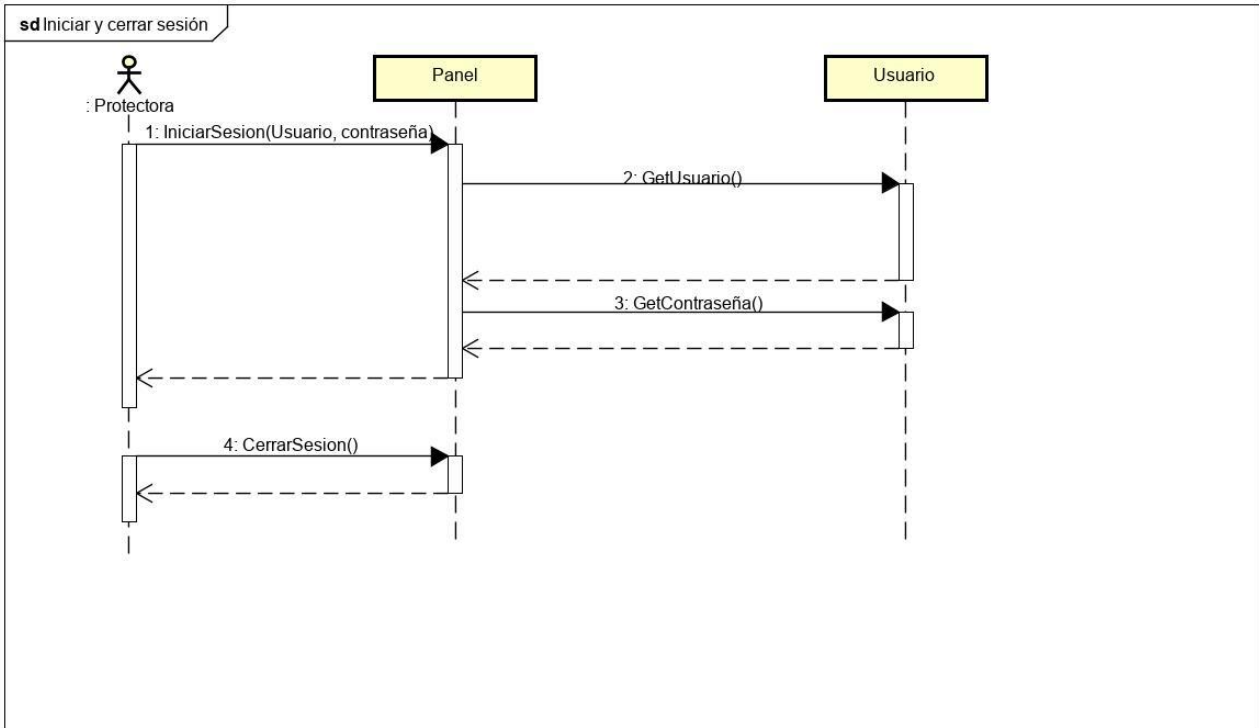 sd Iniciar y cerrar sesión
: Protectora
Panel
Usuario
1: IniciarSesion(Usuario, contraseña)
2: GetUsuario()
3: GetContraseña()
4: CerrarSesion()